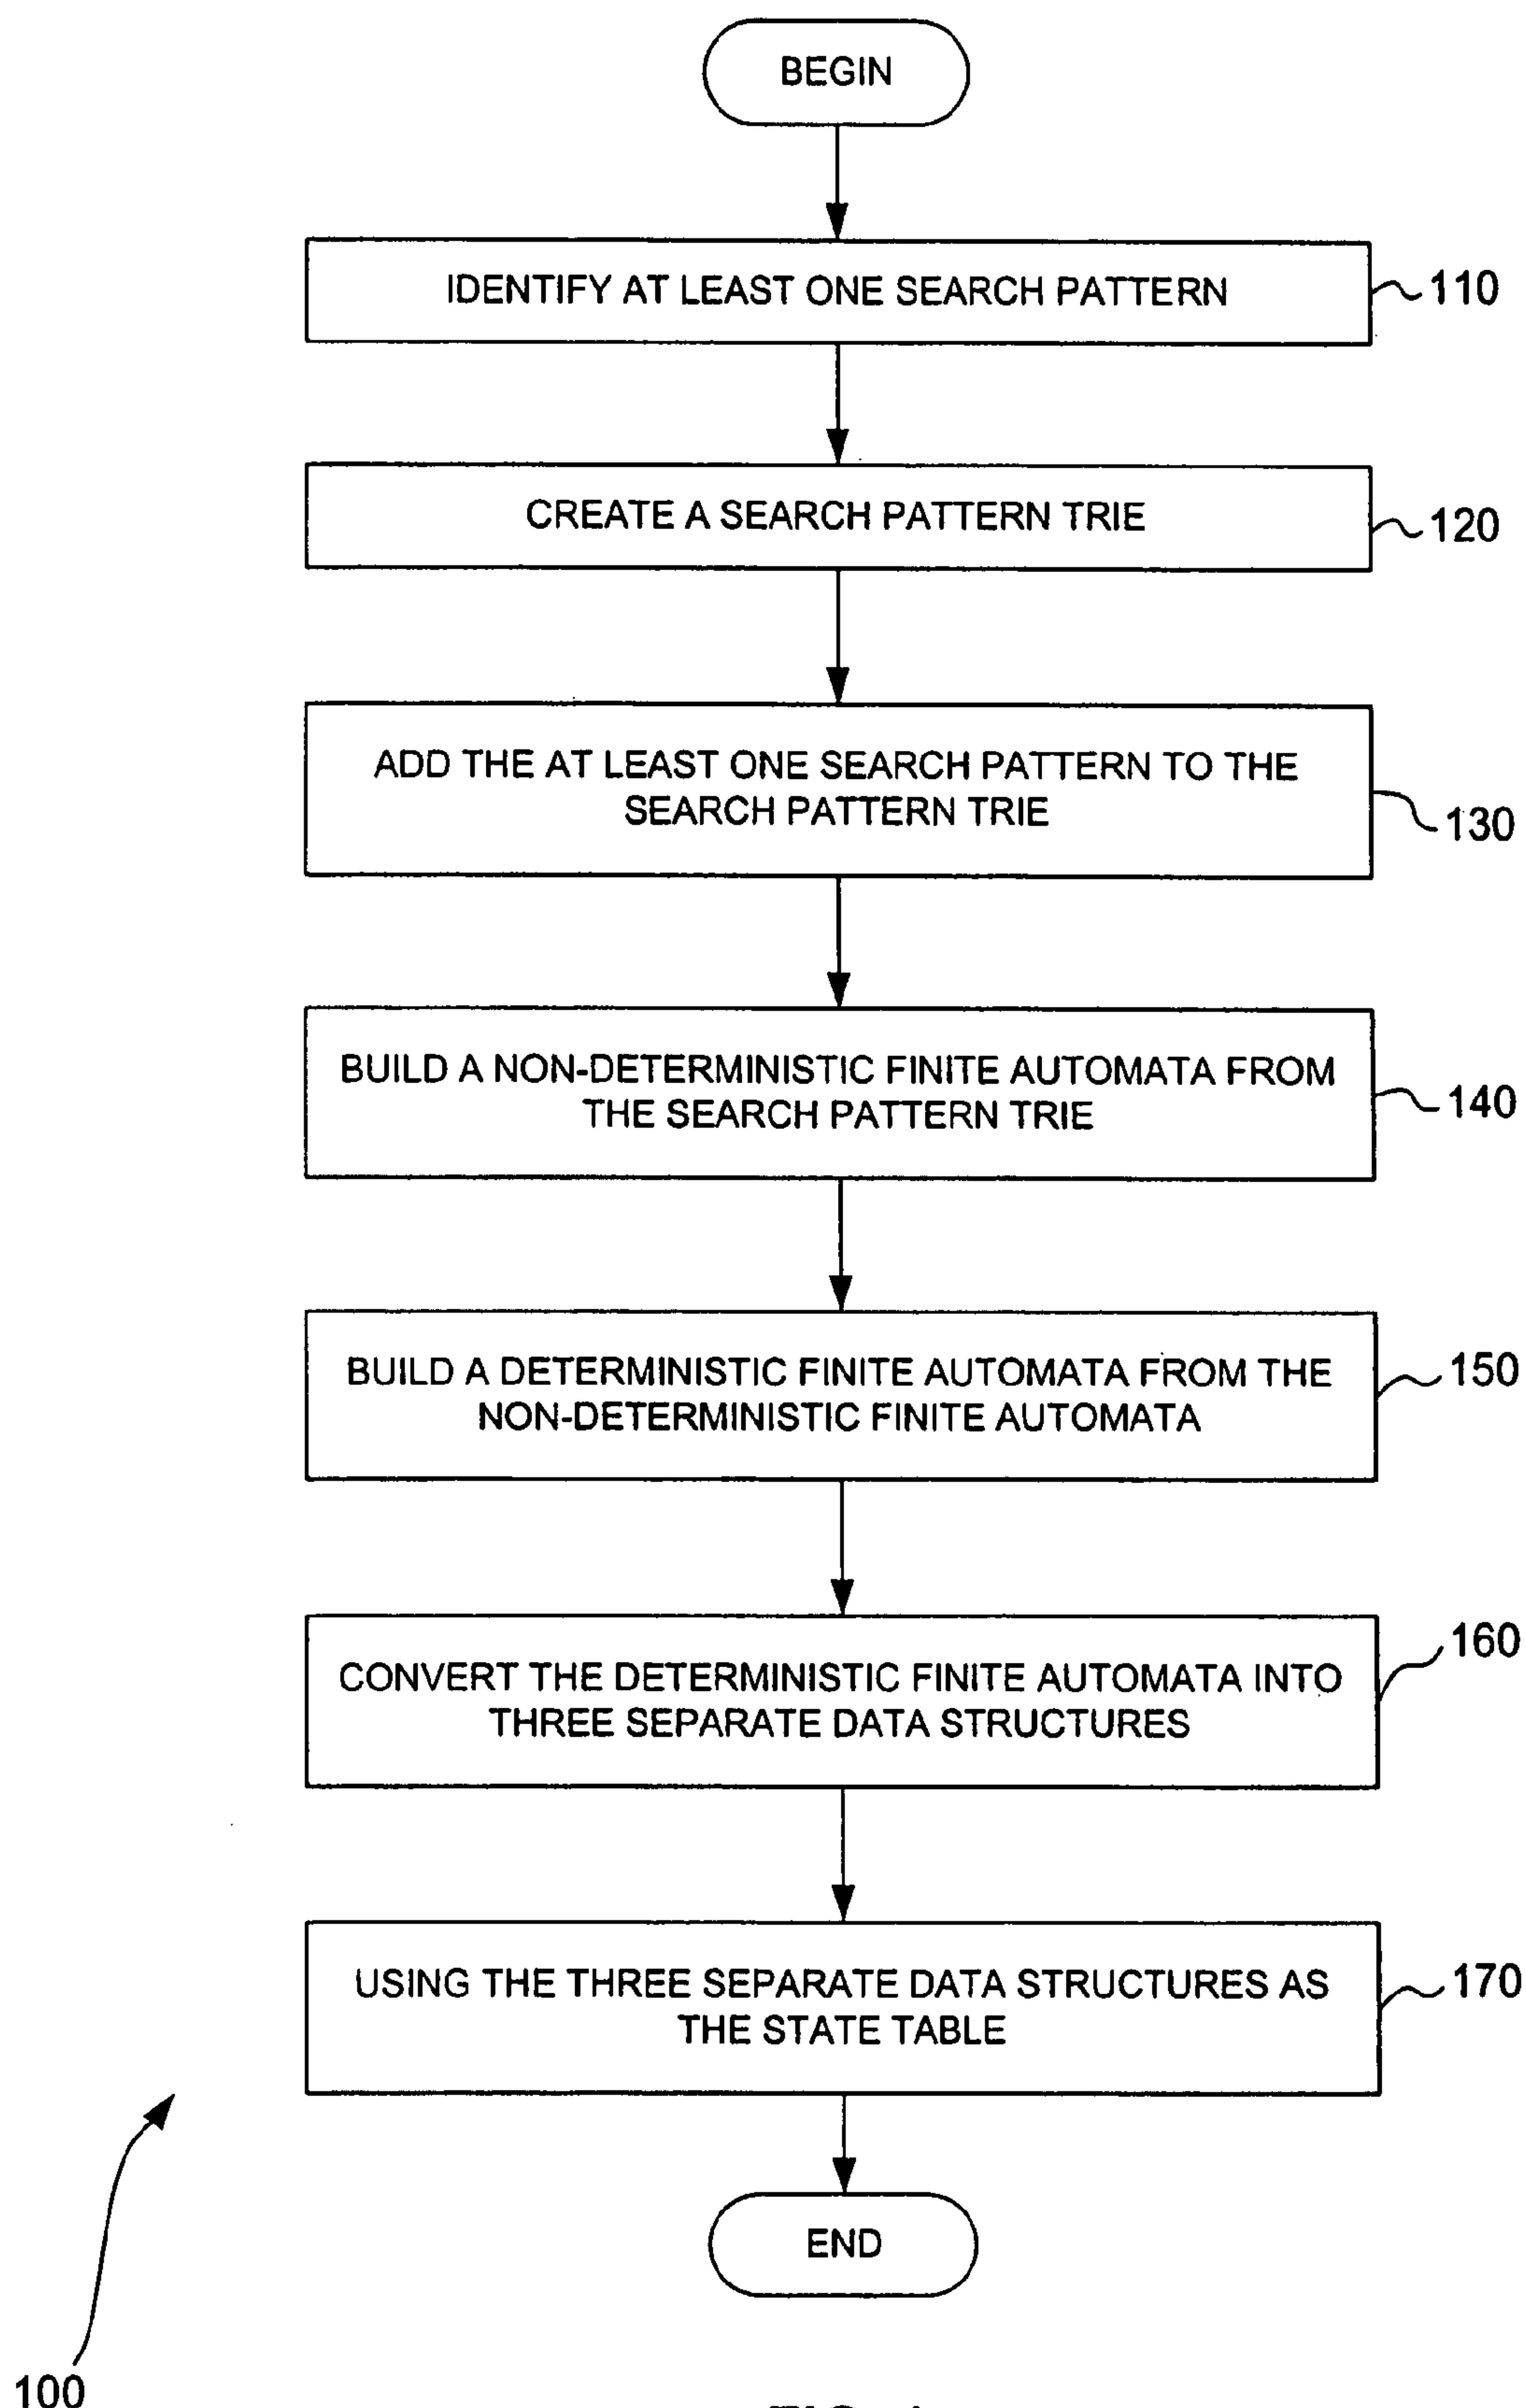 BEGIN
IDENTIFY AT LEAST ONE SEARCH PATTERN
110
CREATE A SEARCH PATTERN TRIE
120
ADD THE AT LEAST ONE SEARCH PATTERN TO THE
SEARCH PATTERN TRIE
130
BUILD A NON-DETERMINISTIC FINITE AUTOMATA FROM
THE SEARCH PATTERN TRIE
140
BUILD A DETERMINISTIC FINITE AUTOMATA FROM THE
NON-DETERMINISTIC FINITE AUTOMATA
150
CONVERT THE DETERMINISTIC FINITE AUTOMATA INTO
THREE SEPARATE DATA STRUCTURES
160
USING THE THREE SEPARATE DATA STRUCTURES AS
THE STATE TABLE
170
END
100